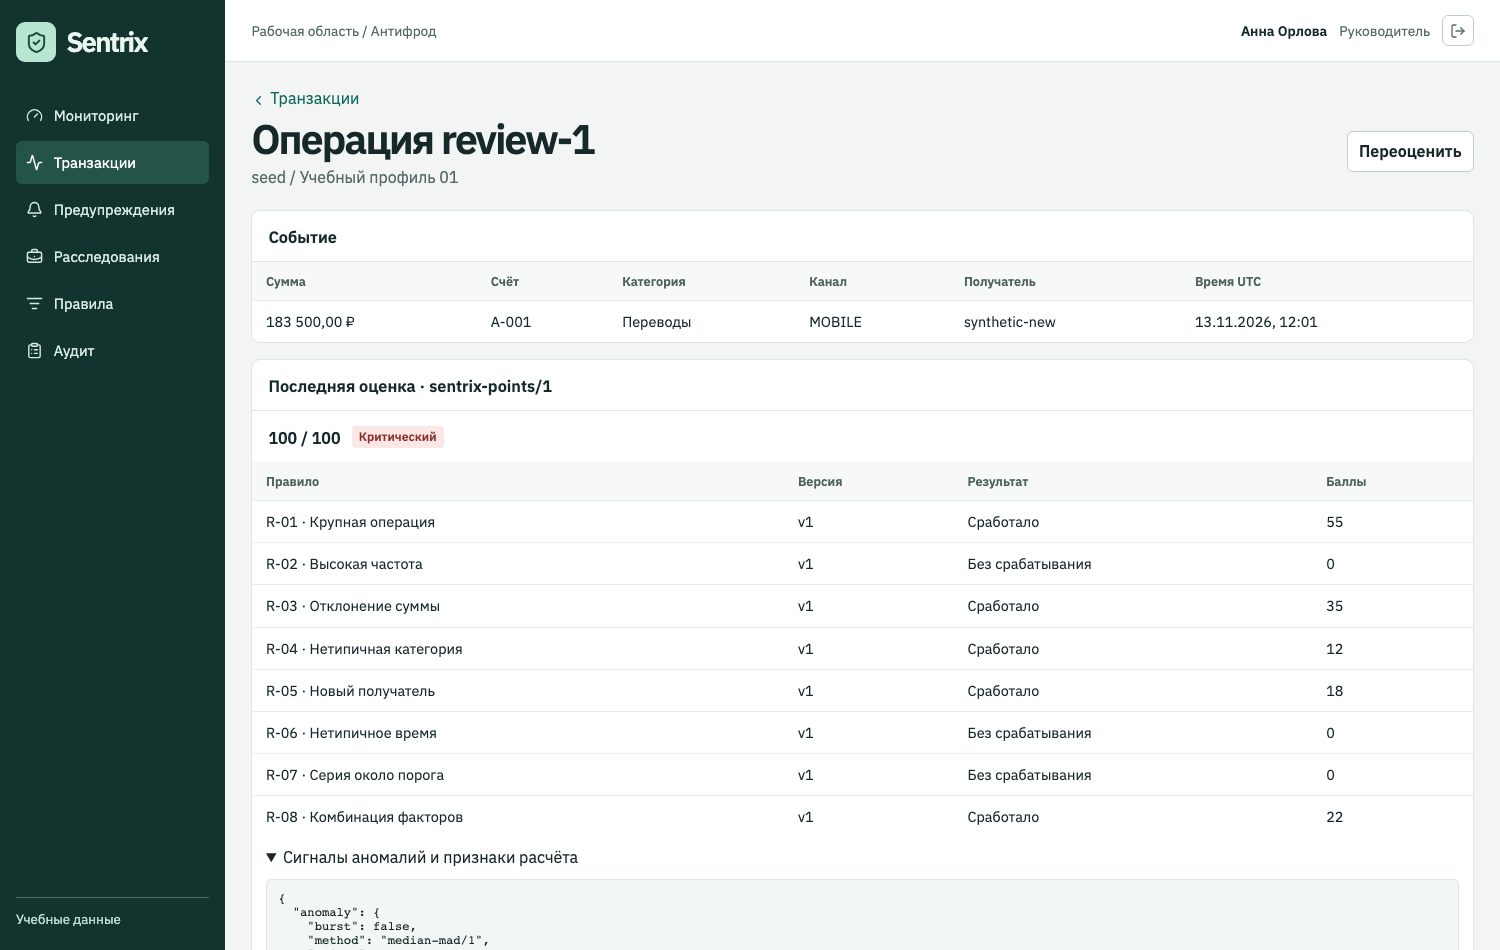 Sentrix
Мониторинг
Транзакции
Предупреждения
Расследования
Правила
Аудит
Учебные данные
Рабочая область / Антифрод
Анна Орлова Руководитель
Транзакции
Операция review-1
seed / Учебный профиль 01
Переоценить
Событие
Сумма Счёт Категория Канал Получатель Время UTC
183 500,00 ₽ A-001 Переводы MOBILE synthetic-new 13.11.2026, 12:01
Последняя оценка · sentrix-points/1
100 / 100 Критический
Правило Версия Результат Баллы
R-01 · Крупная операция v1 Сработало 55
R-02 · Высокая частота v1 Без срабатывания 0
R-03 · Отклонение суммы v1 Сработало 35
R-04 · Нетипичная категория v1 Сработало 12
R-05 · Новый получатель v1 Сработало 18
R-06 · Нетипичное время v1 Без срабатывания 0
R-07 · Серия около порога v1 Без срабатывания 0
R-08 · Комбинация факторов v1 Сработало 22
Сигналы аномалий и признаки расчёта
{
"anomaly": {
"burst": false,
"method": "median-mad/1",